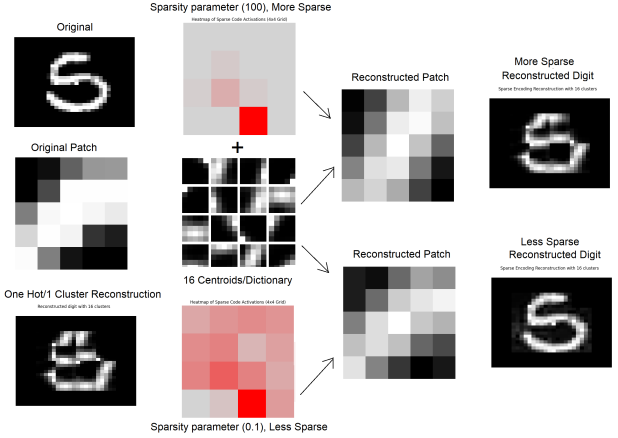 Sparsity parameter (100), More Sparse
Heatmap of Sparse Code Activations (4x4 Grid)
Original
More Sparse
Reconstructed Digit
Sparse Encoding Reconstruction with 16 clusters
Reconstructed Patch
Original Patch
+
Less Sparse
Reconstructed Digit
Sparse Encoding Reconstruction with 16 clusters
Reconstructed Patch
16 Centroids/Dictionary
One Hot/1 Cluster Reconstruction
Reconstructed digit with 16 clusters
Heatmap of Sparse Code Activations (4x4 Grid)
Sparsity parameter (0.1), Less Sparse